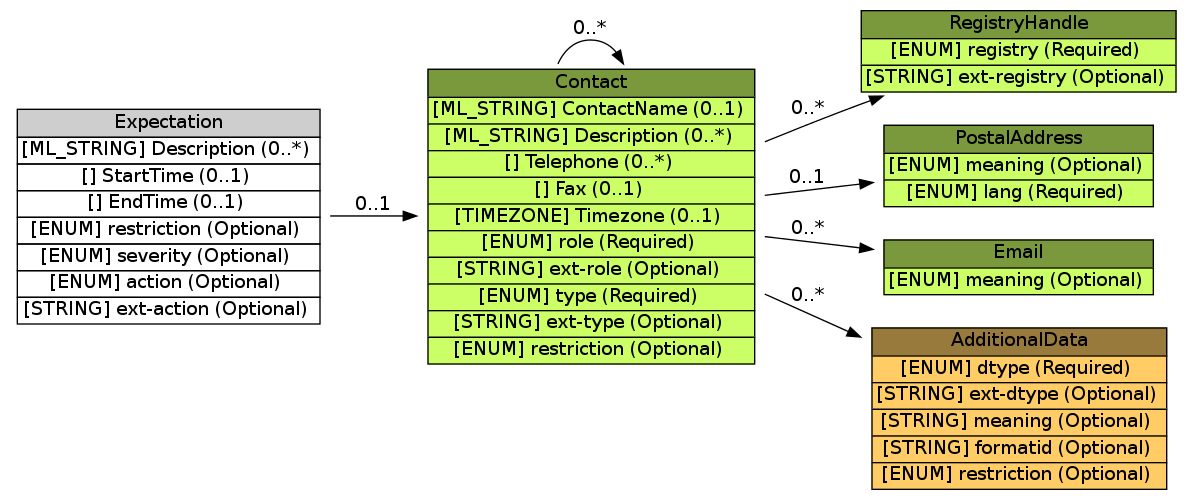 Expectation
[ML_STRING] Description (0..*)
[] StartTime (0..1)
[] EndTime (0..1)
[ENUM] restriction (Optional)
[ENUM] severity (Optional)
[ENUM] action (Optional)
[STRING] ext-action (Optional)
0..1
0..*
Contact
[ML_STRING] ContactName (0..1)
[ML_STRING] Description (0..*)
[] Telephone (0..*)
[] Fax (0..1)
[TIMEZONE] Timezone (0..1)
[ENUM] role (Required)
[STRING] ext-role (Optional)
[ENUM] type (Required)
[STRING] ext-type (Optional)
[ENUM] restriction (Optional)
0..*
RegistryHandle
[ENUM] registry (Required)
[STRING] ext-registry (Optional)
0..1
PostalAddress
[ENUM] meaning (Optional)
[ENUM] lang (Required)
0..*
Email
[ENUM] meaning (Optional)
0..*
AdditionalData
[ENUM] dtype (Required)
[STRING] ext-dtype (Optional)
[STRING] meaning (Optional)
[STRING] formatid (Optional)
[ENUM] restriction (Optional)